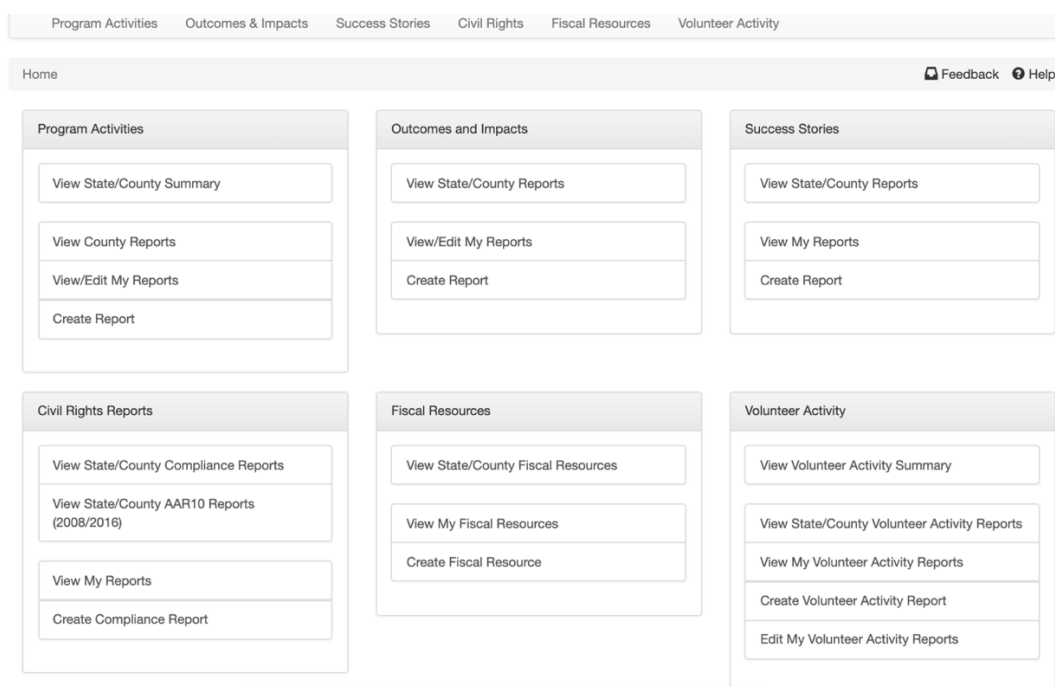 Program Activities Outcomes & Impacts Success Stories Civil Rights Fiscal Resources Volunteer Activity
Home Feedback Help
Program Activities
View State/County Summary
View County Reports
View/Edit My Reports
Create Report
Outcomes and Impacts
View State/County Reports
View/Edit My Reports
Create Report
Success Stories
View State/County Reports
View My Reports
Create Report
Civil Rights Reports
View State/County Compliance Reports
View State/County AAR10 Reports
(2008/2016)
View My Reports
Create Compliance Report
Fiscal Resources
View State/County Fiscal Resources
View My Fiscal Resources
Create Fiscal Resource
Volunteer Activity
View Volunteer Activity Summary
View State/County Volunteer Activity Reports
View My Volunteer Activity Reports
Create Volunteer Activity Report
Edit My Volunteer Activity Reports